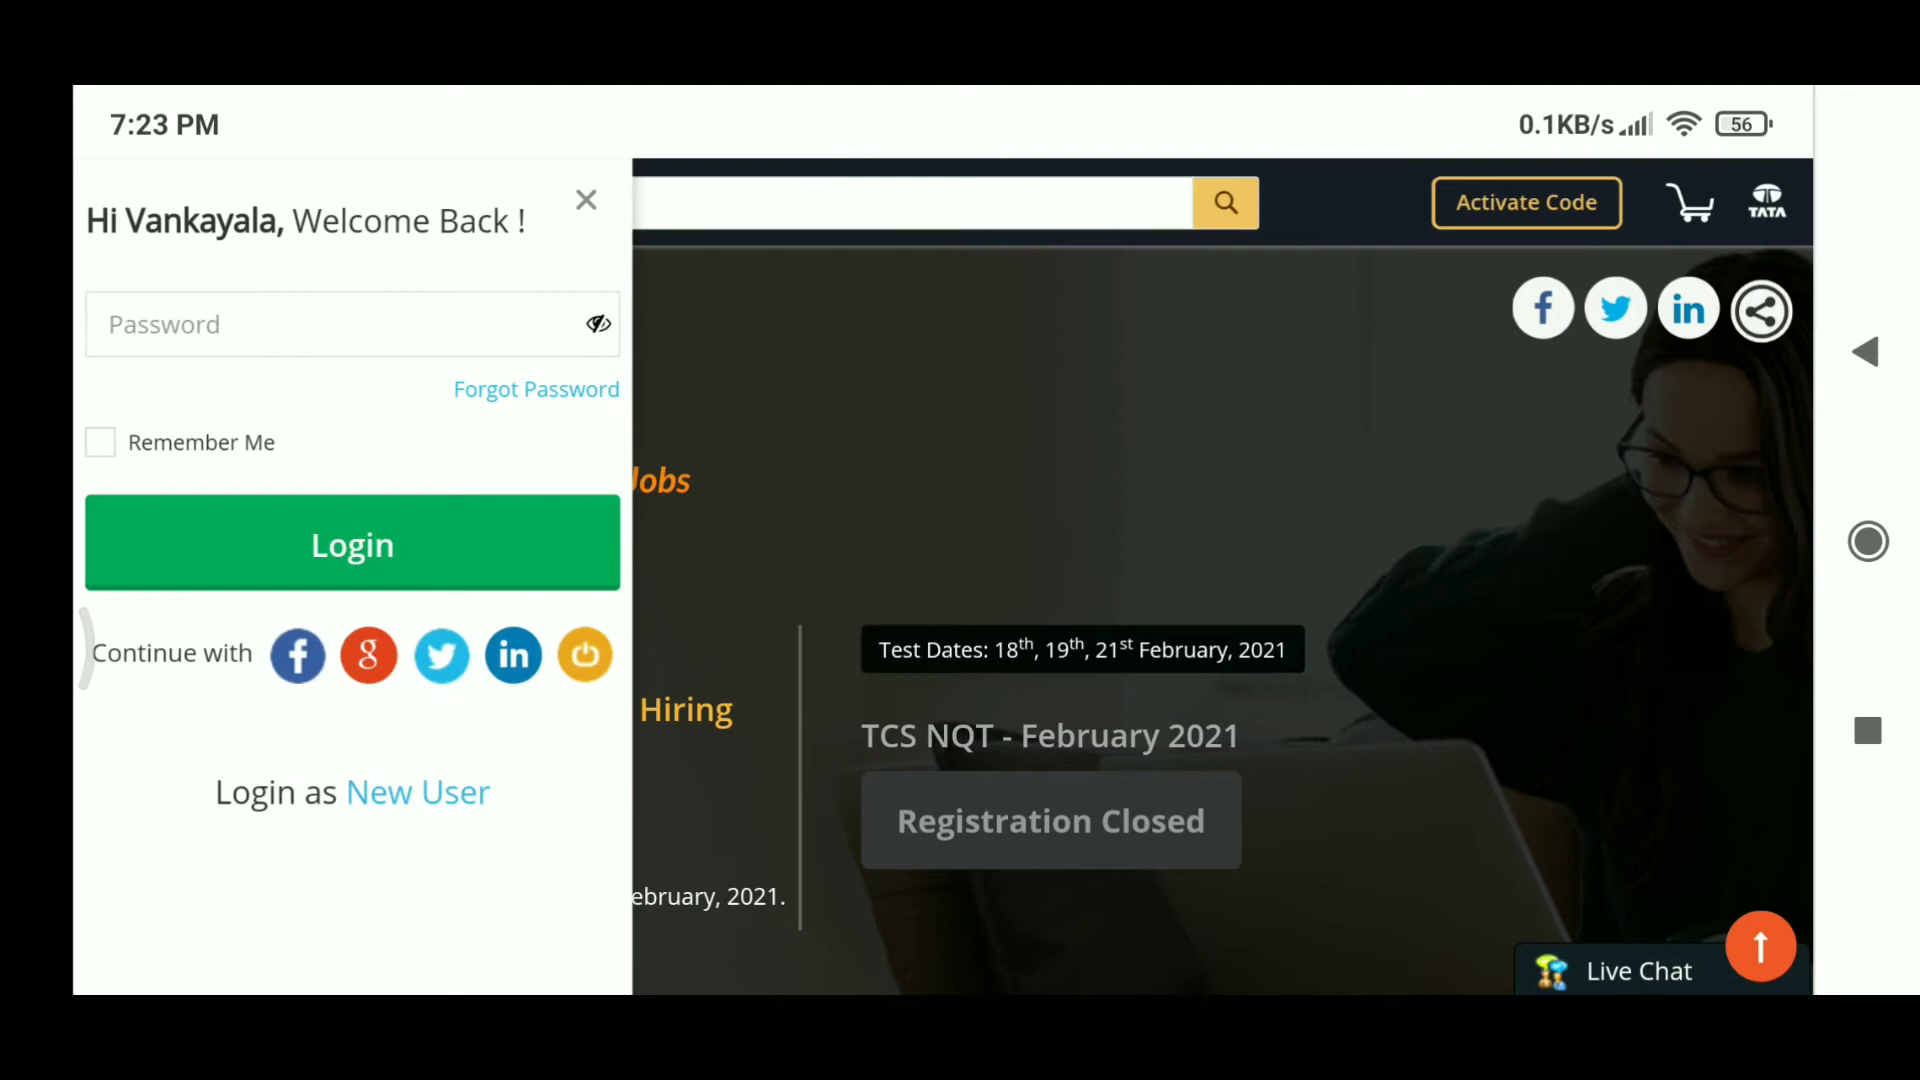 7:23 PM
0.1KB/s
56
Hi Vankayala, Welcome Back !
Password
Forgot Password
Remember Me
Login
Continue with
Login as New User
Activate Code
TATA
Jobs
Hiring
ebruary, 2021.
Test Dates: 18th, 19th, 21st February, 2021
TCS NQT - February 2021
Registration Closed
Live Chat